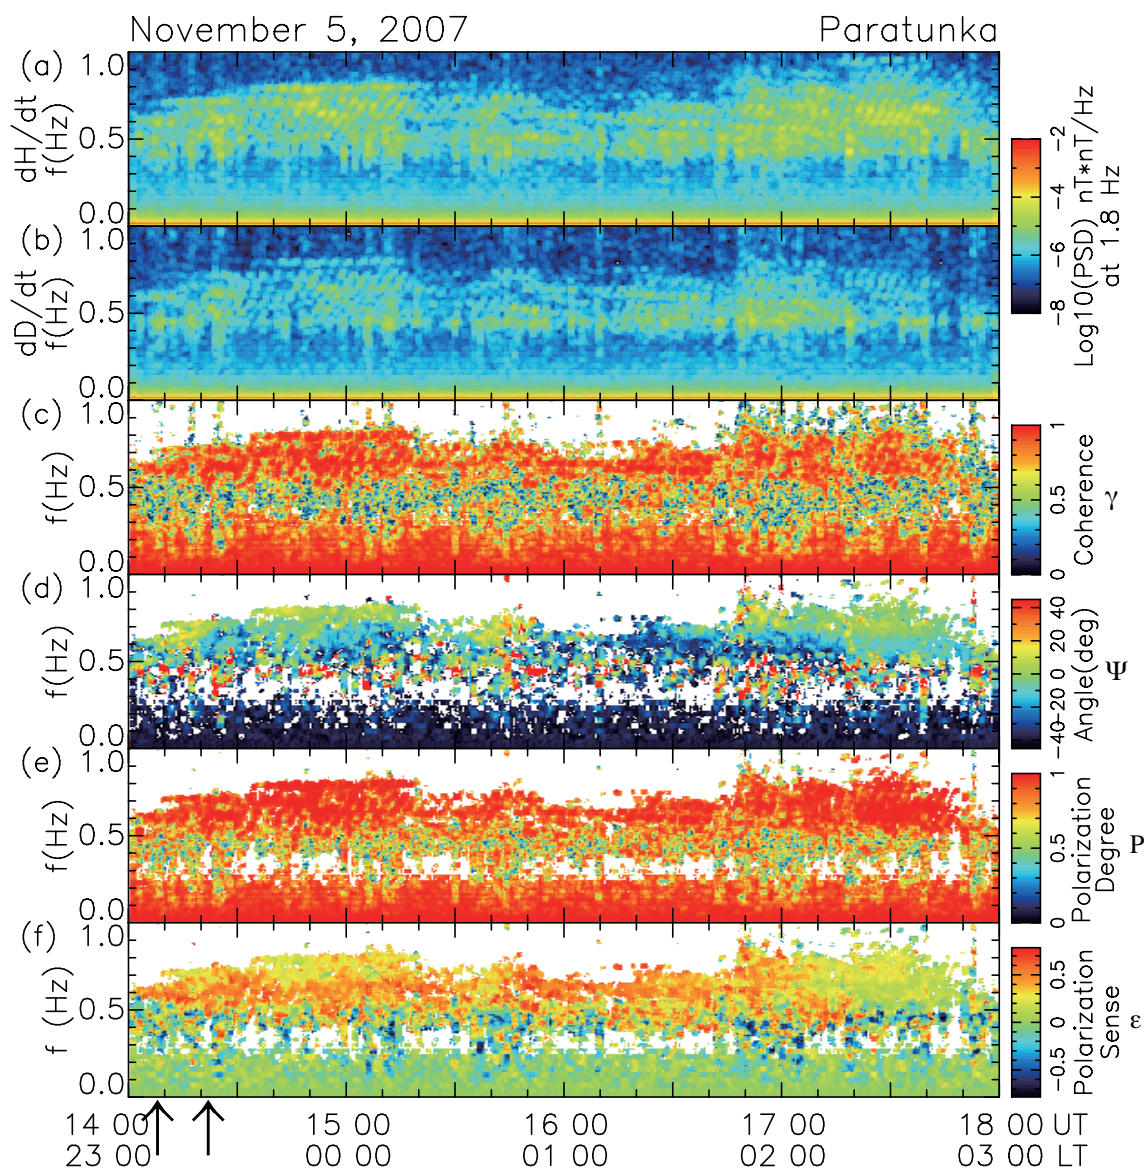 November 5, 2007 Paratunka
(a)
dH/dt
f(Hz)
1.0
0.5
0.0
(b)
dD/dt
f(Hz)
1.0
0.5
0.0
-2
-4
-6
-8
Log10(PSD) nT*nT/Hz
at 1.8 Hz
(c)
f(Hz)
1.0
0.5
0.0
1
0.5
0
Coherence
γ
(d)
f(Hz)
1.0
0.5
0.0
-40-20 0 20 40
Angle(deg)
Ψ
(e)
f(Hz)
1.0
0.5
0.0
1
0.5
0
Polarization
Degree
P
(f)
f (Hz)
1.0
0.5
0.0
0.5
0
-0.5
Polarization
Sense
ε
14 00 15 00 16 00 17 00 18 00 UT
23 00 00 00 01 00 02 00 03 00 LT